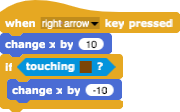 when right arrow key pressed
change x by 10
if touching ?
change x by -10